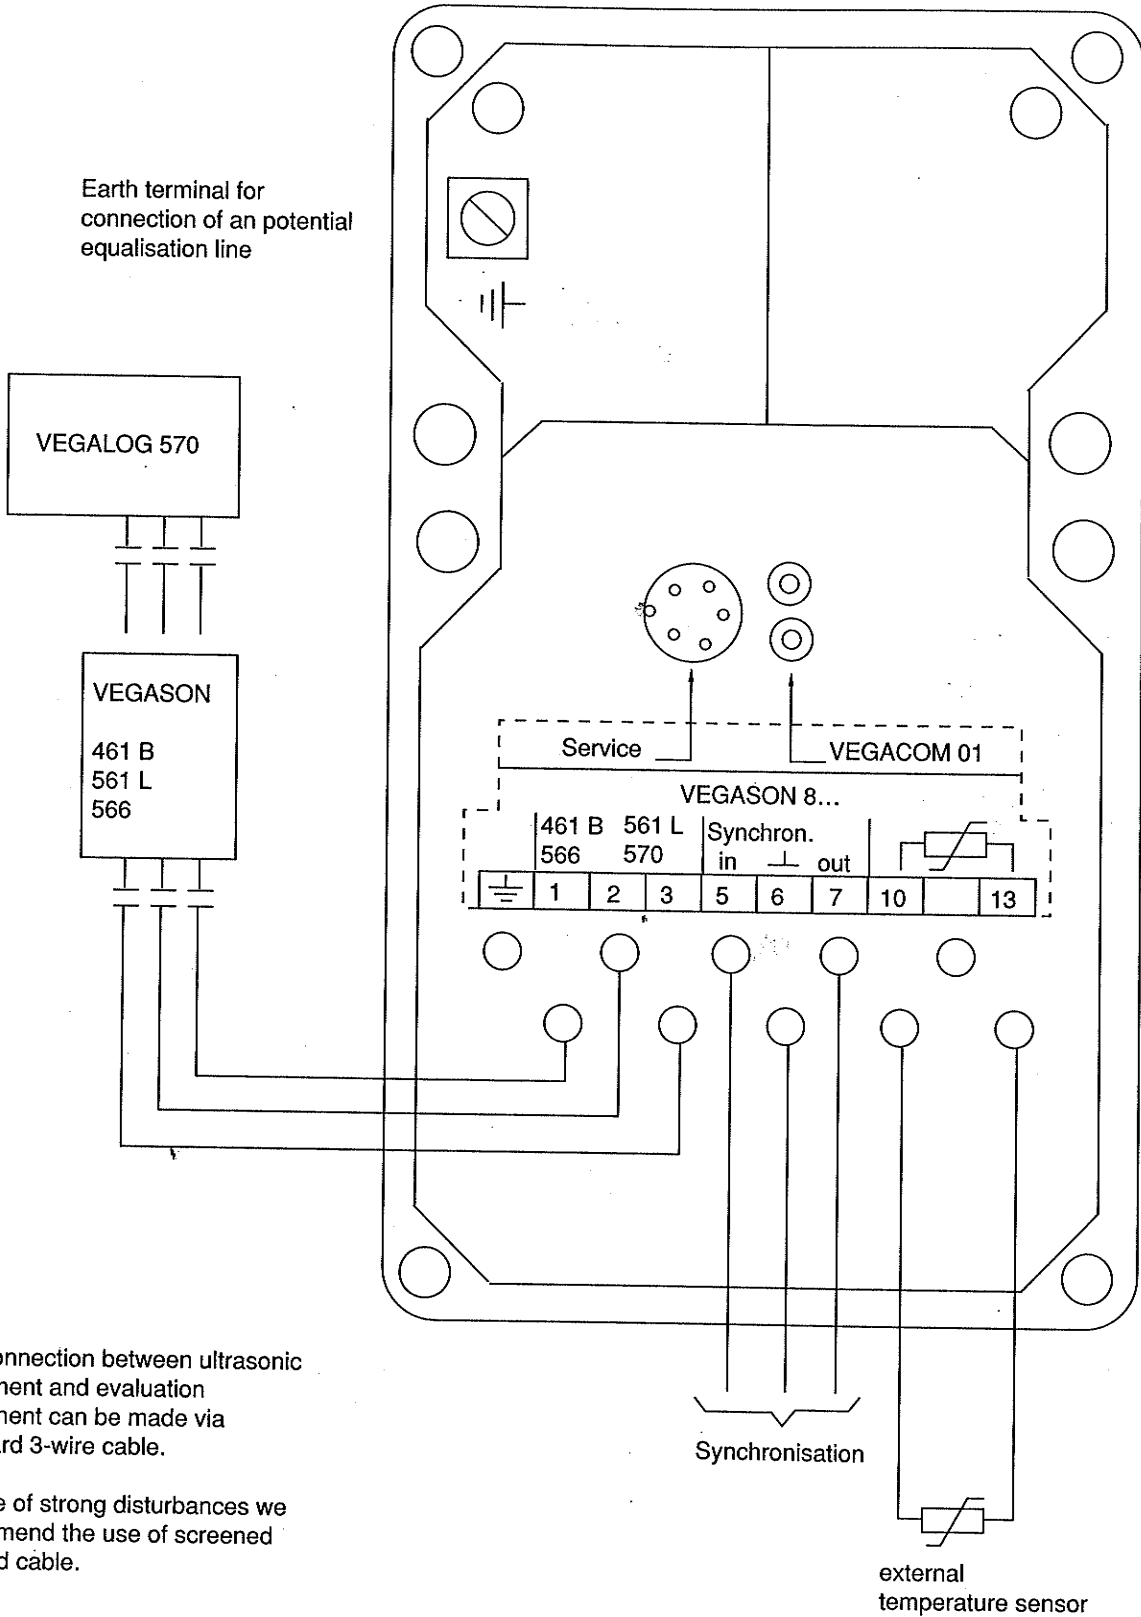 Earth terminal for
connection of an potential
equalisation line
VEGALOG 570
VEGASON
461 B
561 L
566
Service
VEGACOM 01
VEGASON 8...
461 B 561 L
566 570
Synchron.
in out
1 2 3 5 6 7 10 13
onnection between ultrasonic
ment and evaluation
ment can be made via
rd 3-wire cable.
e of strong disturbances we
mend the use of screened
d cable.
Synchronisation
external
temperature sensor